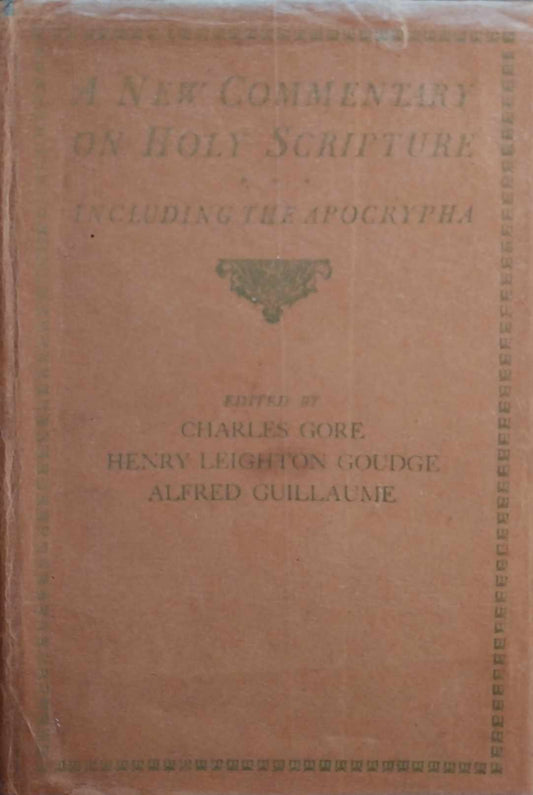 A NEW COMMENTARY
ON HOLY SCRIPTURE
INCLUDING THE APOCRYPHA
EDITED BY
CHARLES GORE
HENRY LEIGHTON GOUDGE
ALFRED GUILLAUME